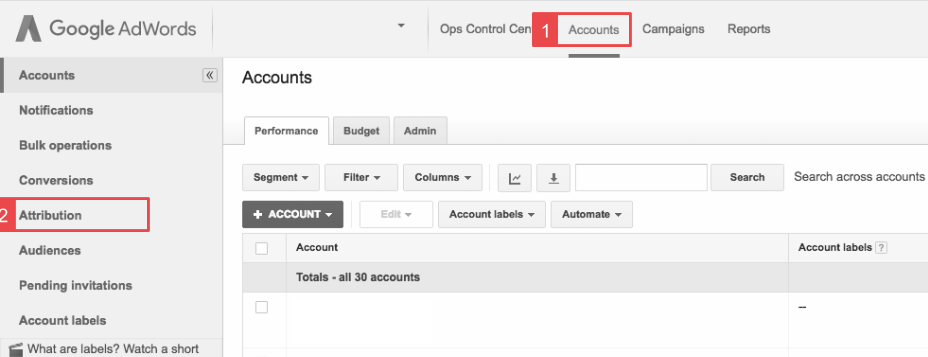 Google AdWords
Ops Control Cen 1 Accounts Campaigns Reports
Accounts
Notifications
Bulk operations
Conversions
2 Attribution
Audiences
Pending invitations
Account labels
What are labels? Watch a short
Accounts
Performance Budget Admin
Segment Filter Columns Search Search across accounts
+ ACCOUNT Edit Account labels Automate
Account Account labels ?
Totals - all 30 accounts
--